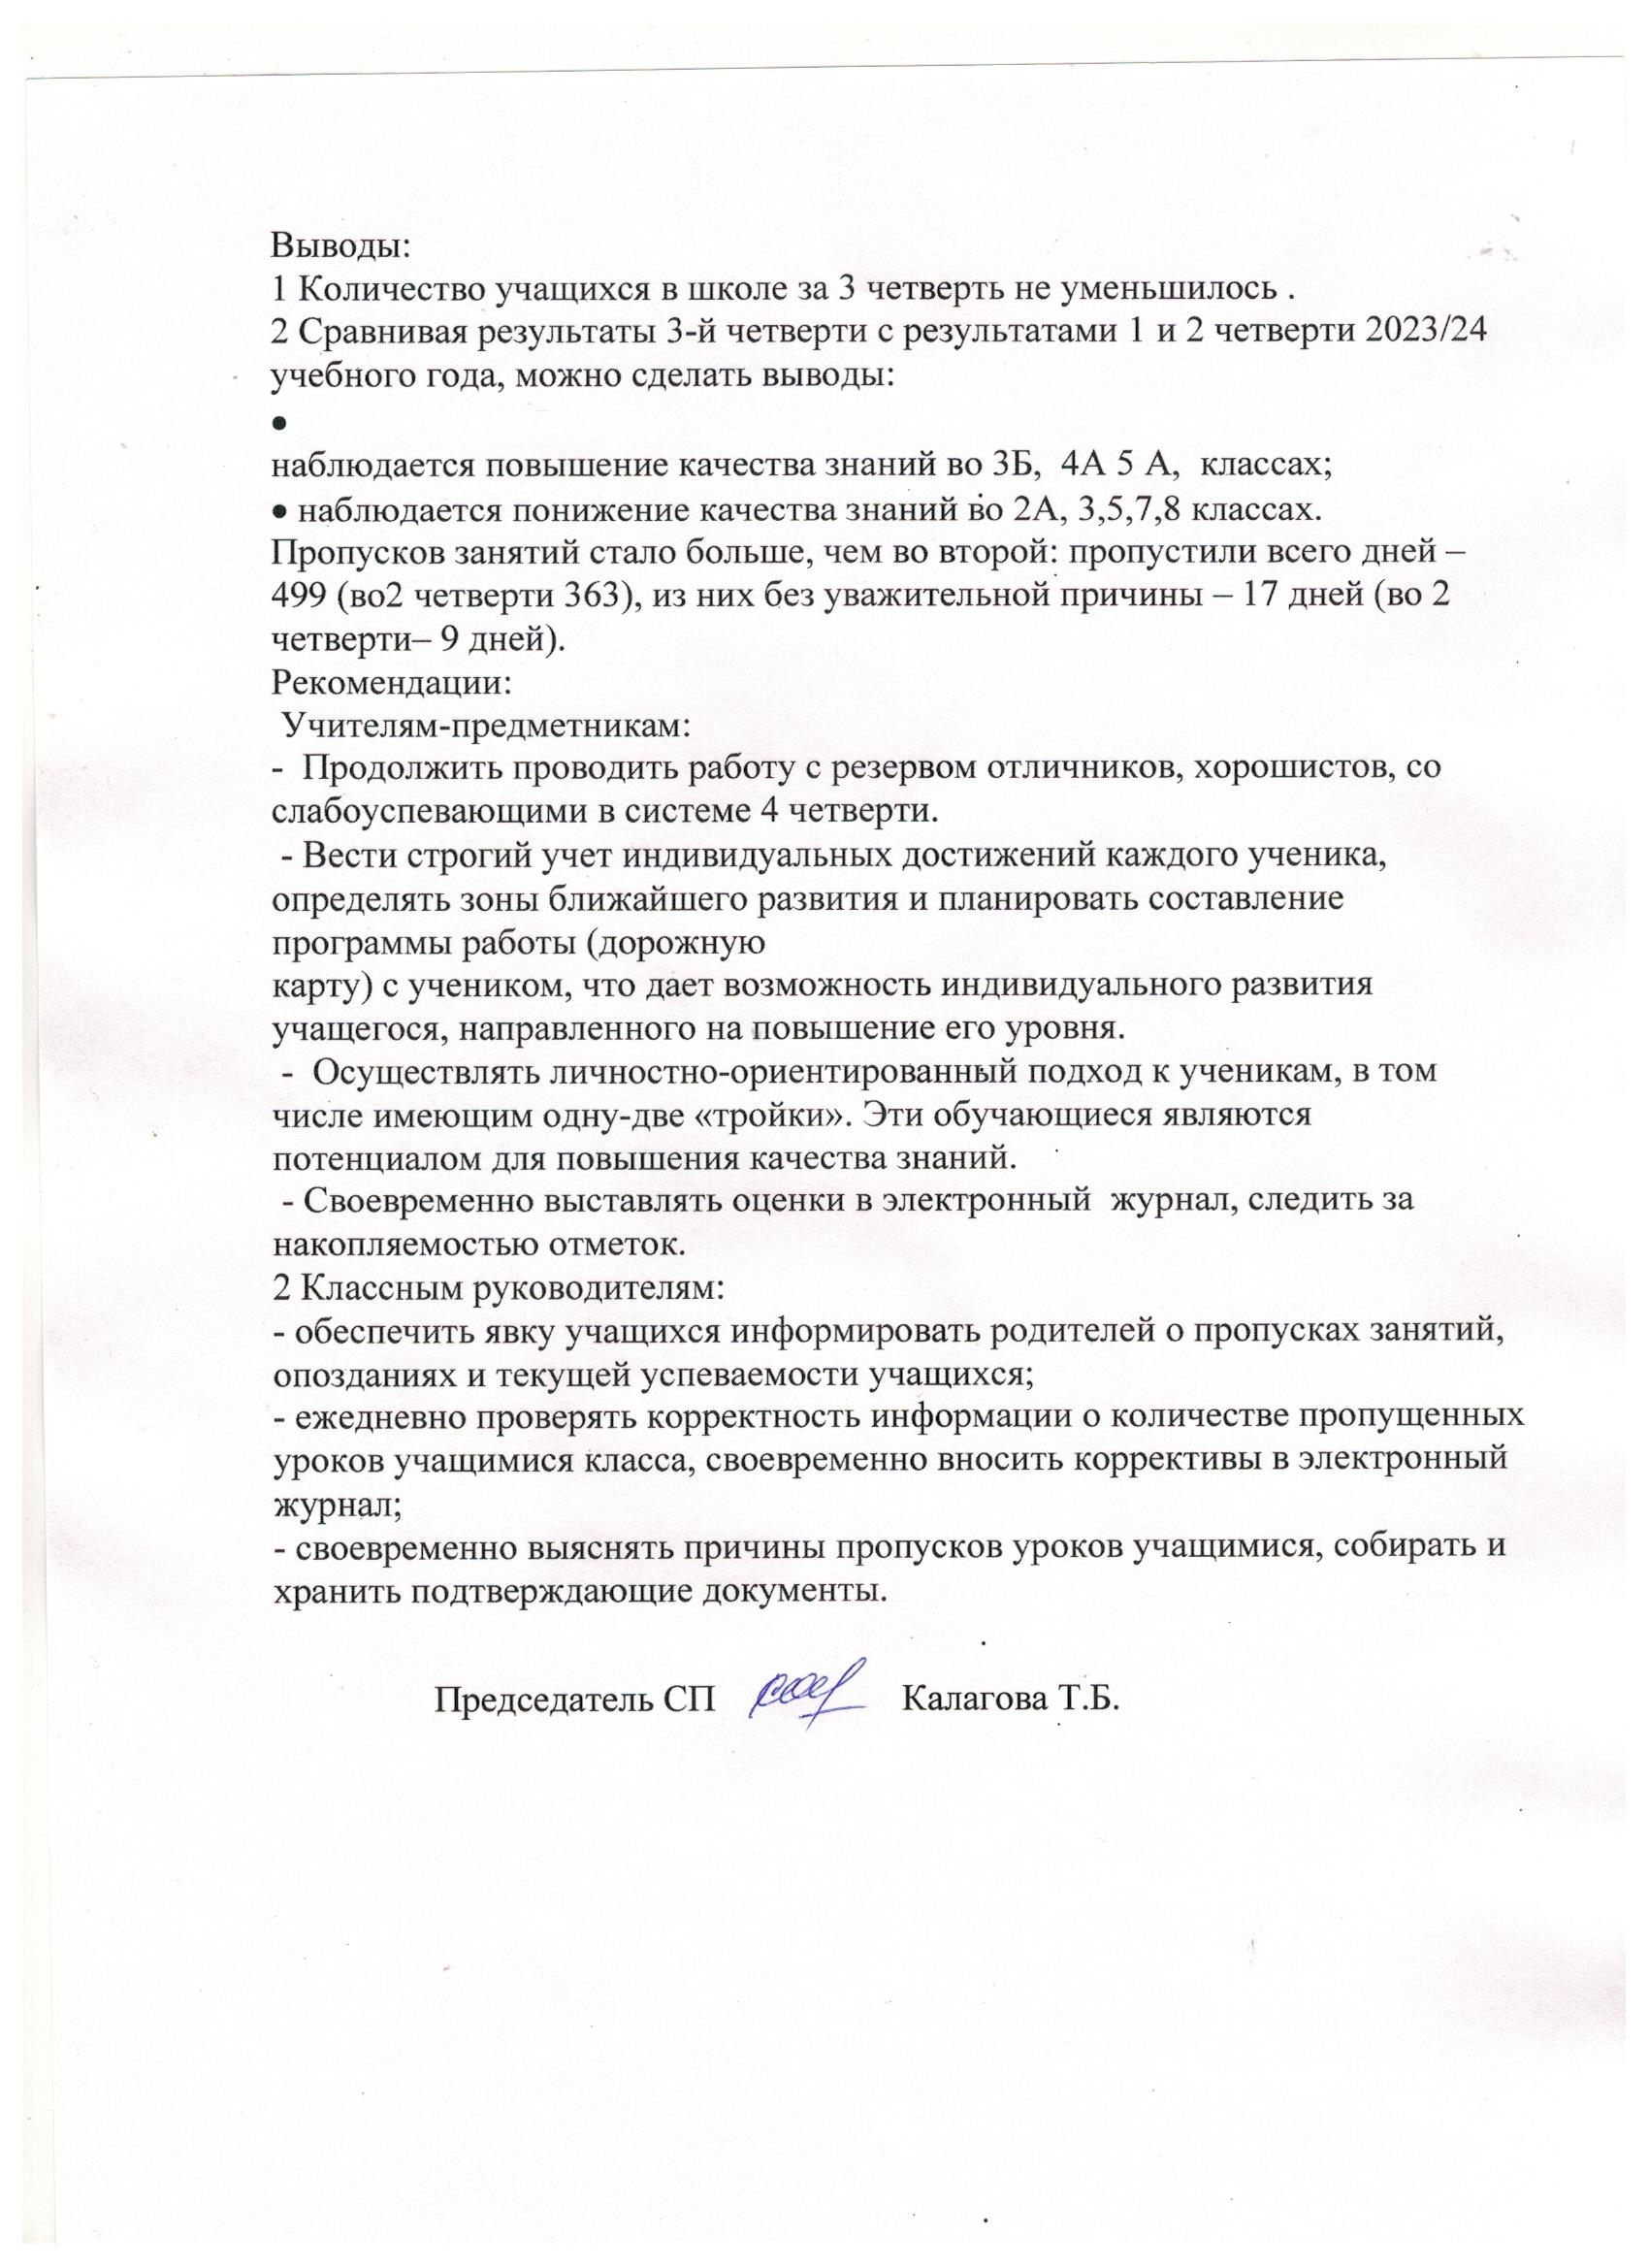 Выводы:
1 Количество учащихся в школе за 3 четверть не уменьшилось .
2 Сравнивая результаты 3-й четверти с результатами 1 и 2 четверти 2023/24
учебного года, можно сделать выводы:
•
наблюдается повышение качества знаний во 3Б,  4А 5 А,  классах;
• наблюдается понижение качества знаний во 2А, 3,5,7,8 классах.
Пропусков занятий стало больше, чем во второй: пропустили всего дней –
499 (во2 четверти 363), из них без уважительной причины – 17 дней (во 2
четверти– 9 дней).
Рекомендации:
Учителям-предметникам:
-  Продолжить проводить работу с резервом отличников, хорошистов, со
слабоуспевающими в системе 4 четверти.
- Вести строгий учет индивидуальных достижений каждого ученика,
определять зоны ближайшего развития и планировать составление
программы работы (дорожную
карту) с учеником, что дает возможность индивидуального развития
учащегося, направленного на повышение его уровня.
-  Осуществлять личностно-ориентированный подход к ученикам, в том
числе имеющим одну-две «тройки». Эти обучающиеся являются
потенциалом для повышения качества знаний.
- Своевременно выставлять оценки в электронный  журнал, следить за
накопляемостью отметок.
2 Классным руководителям:
- обеспечить явку учащихся информировать родителей о пропусках занятий,
опозданиях и текущей успеваемости учащихся;
- ежедневно проверять корректность информации о количестве пропущенных
уроков учащимися класса, своевременно вносить коррективы в электронный
журнал;
- своевременно выяснять причины пропусков уроков учащимися, собирать и
хранить подтверждающие документы.
Председатель СП Калагова Т.Б.